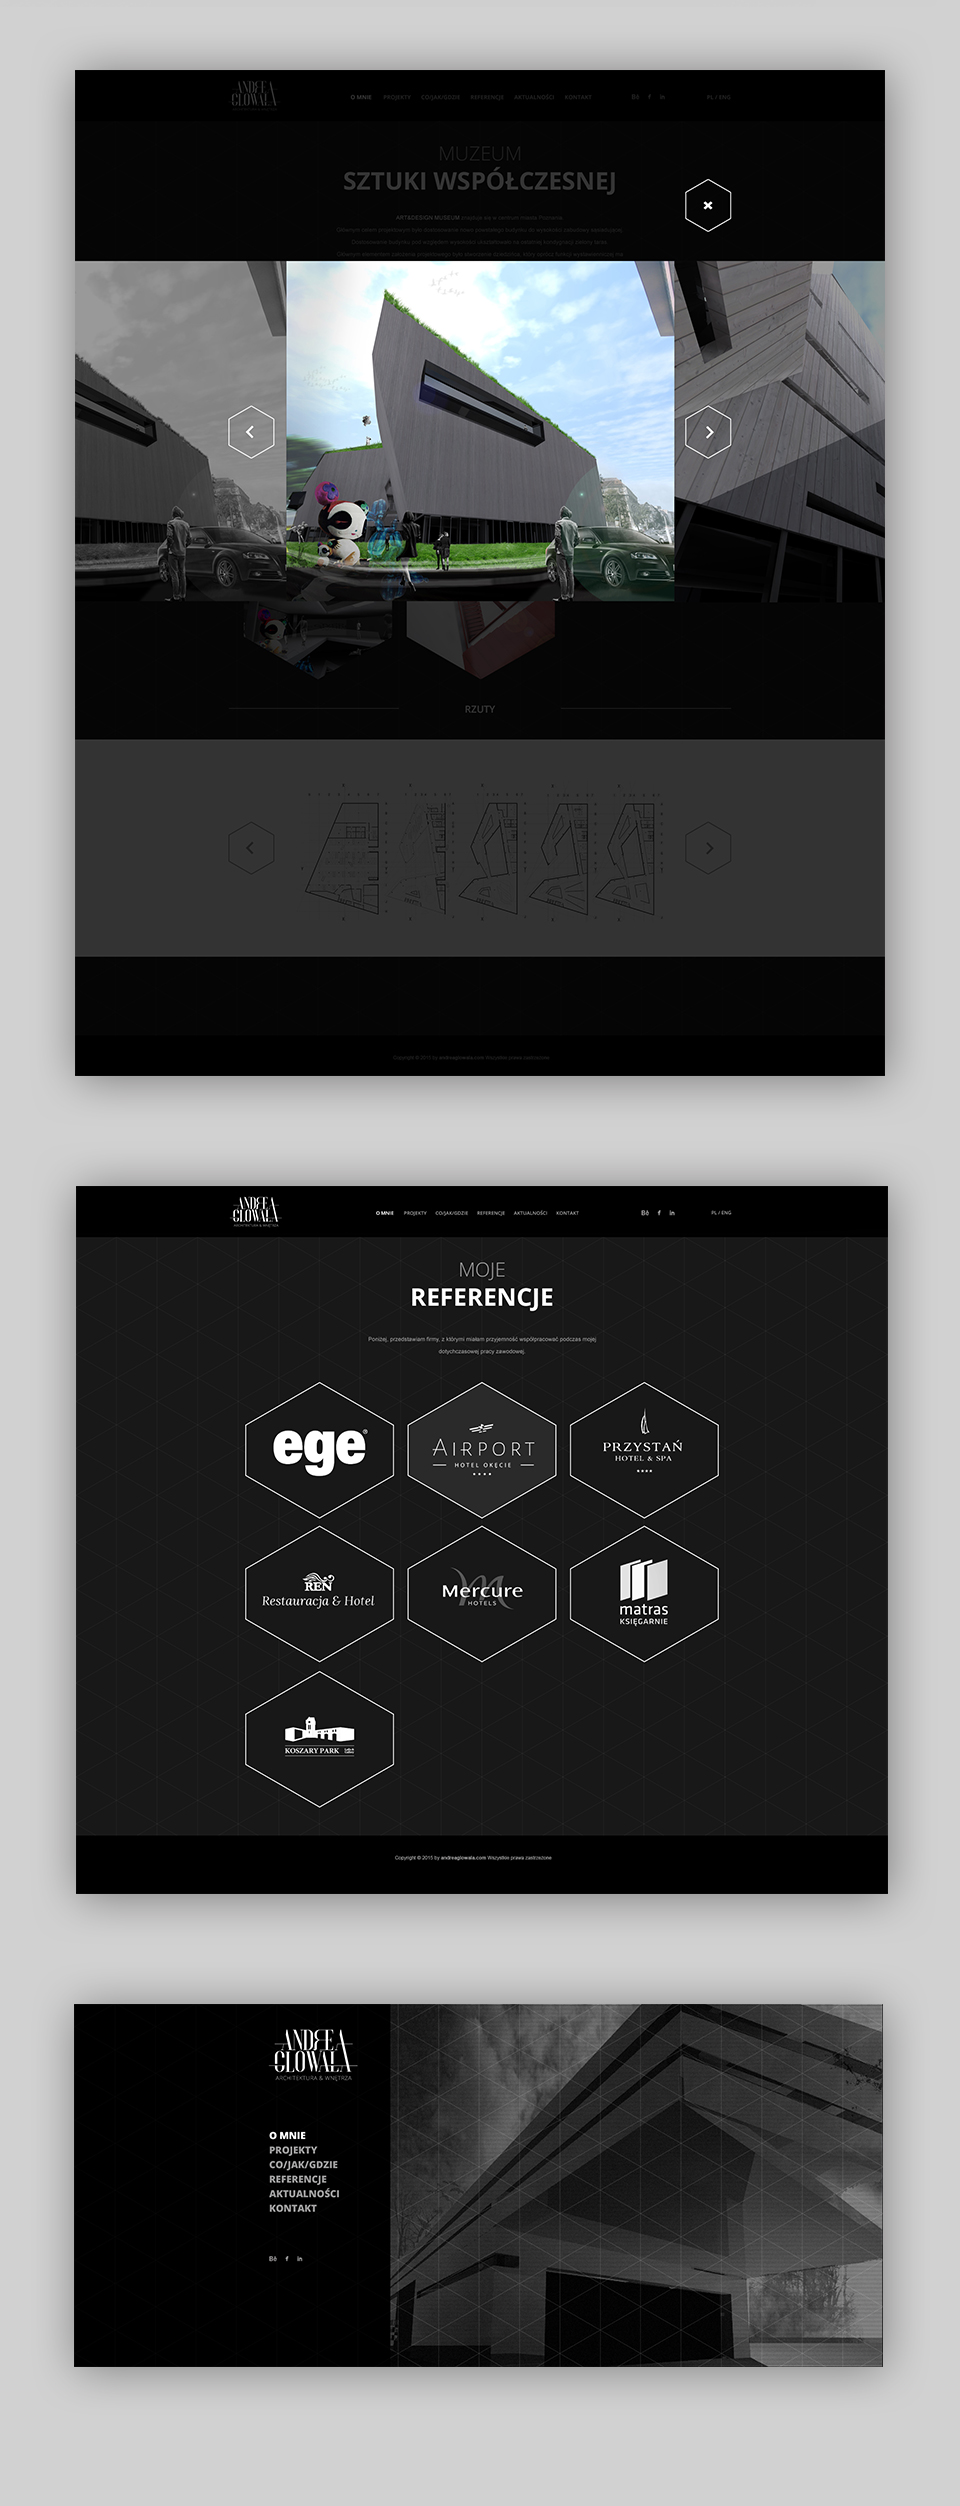 ANDREA
GLOWALA
O MNIE PROJEKTY CO/JAK/GDZIE REFERENCJE AKTUALNOŚCI KONTAKT Bē f in PL / ENG
MUZEUM
SZTUKI WSPÓŁCZESNEJ
ART&DESIGN MUSEUM
RZUTY
Copyright © 2015 by andreaglowala.com Wszystkie prawa zastrzeżone
ANDREA
GLOWALA
ARCHITEKTURA & WNĘTRZA
O MNIE PROJEKTY CO/JAK/GDZIE REFERENCJE AKTUALNOŚCI KONTAKT Bē f in PL / ENG
MOJE
REFERENCJE
Poniżej, przedstawiam firmy, z którymi miałam przyjemność współpracować podczas mojej
dotychczasowej pracy zawodowej.
ege®
AIRPORT
HOTEL OKĘCIE
PRZYSTAŃ
HOTEL & SPA
REN
Restauracja & Hotel
Mercure
HOTELS
matras
KSIĘGARNIE
KOSZARY PARK
Copyright © 2015 by andreaglowala.com Wszystkie prawa zastrzeżone
ANDREA
GLOWALA
ARCHITEKTURA & WNĘTRZA
O MNIE
PROJEKTY
CO/JAK/GDZIE
REFERENCJE
AKTUALNOŚCI
KONTAKT
Bē f in